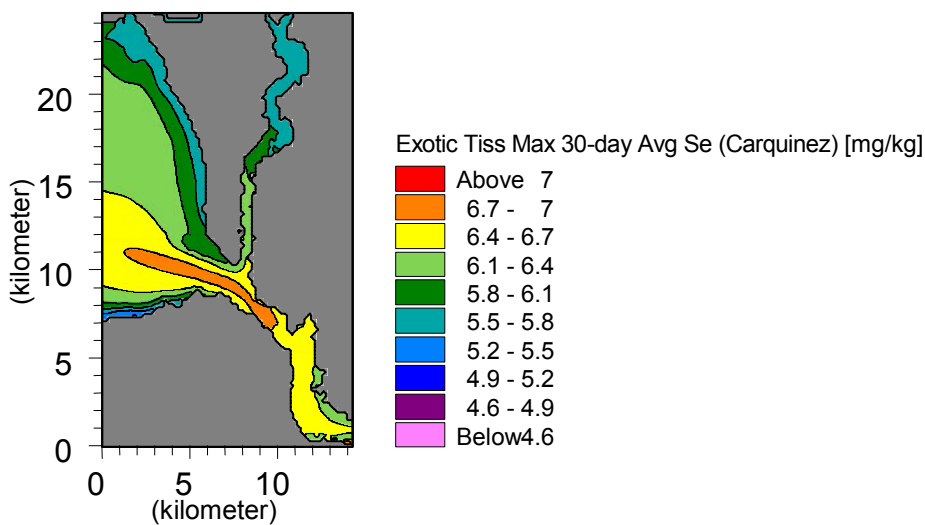 20
15
10
5
0
(kilometer)
0 5 10
(kilometer)
Exotic Tiss Max 30-day Avg Se (Carquinez) [mg/kg]
Above 7
6.7 - 7
6.4 - 6.7
6.1 - 6.4
5.8 - 6.1
5.5 - 5.8
5.2 - 5.5
4.9 - 5.2
4.6 - 4.9
Below4.6